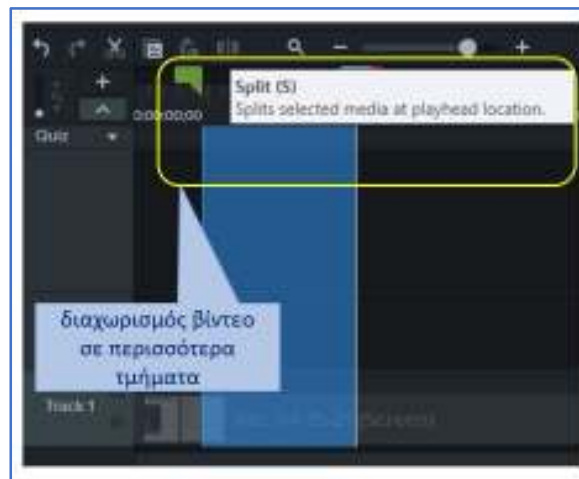 Split (S)
Splits selected media at playhead location.
0:00:00;00
Quiz
διαχωρισμός βίντεο
σε περισσότερα
τμήματα
Track 1